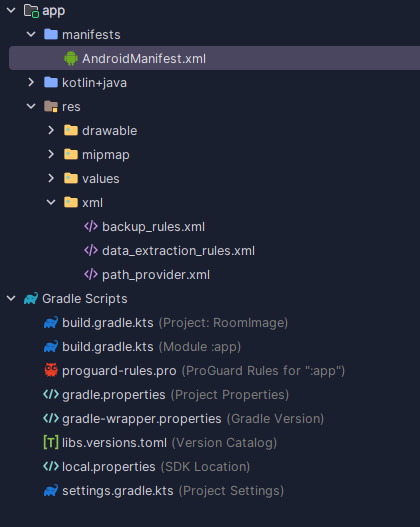 app
manifests
AndroidManifest.xml
kotlin+java
res
drawable
mipmap
values
xml
backup_rules.xml
data_extraction_rules.xml
path_provider.xml
Gradle Scripts
build.gradle.kts (Project: RoomImage)
build.gradle.kts (Module :app)
proguard-rules.pro (ProGuard Rules for ":app")
gradle.properties (Project Properties)
gradle-wrapper.properties (Gradle Version)
libs.versions.toml (Version Catalog)
local.properties (SDK Location)
settings.gradle.kts (Project Settings)